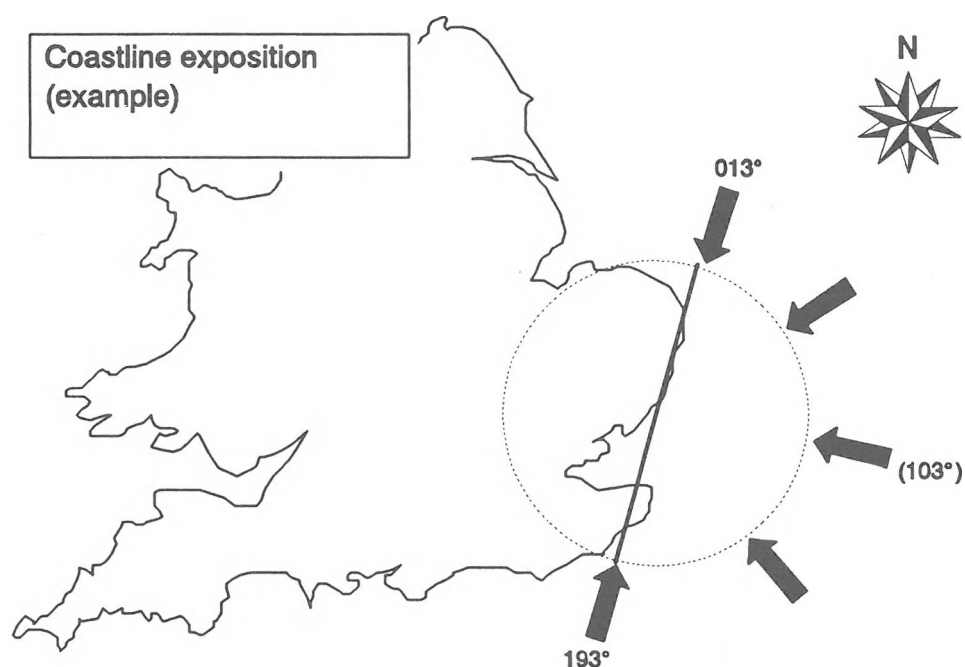 Coastline exposition
(example)
N
013°
(103°)
193°